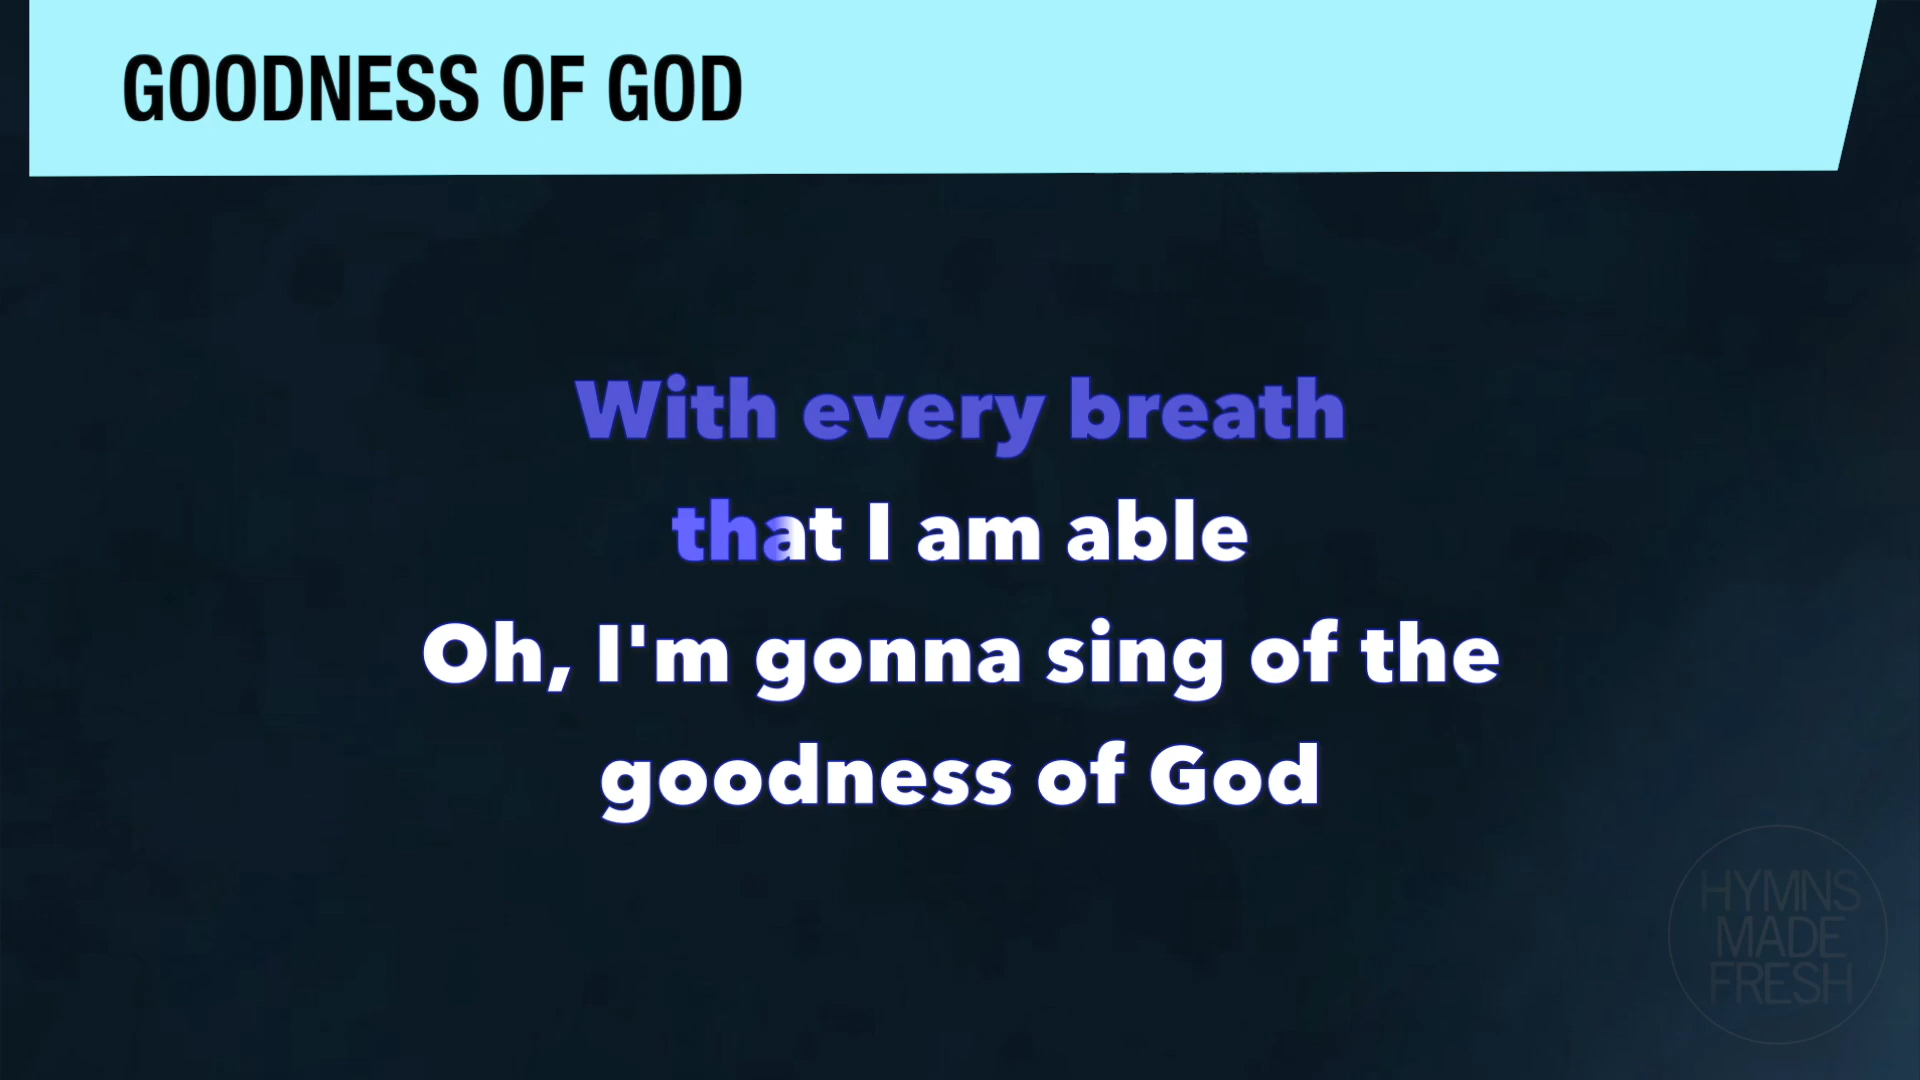 GOODNESS OF GOD
With every breath
that I am able
Oh, I'm gonna sing of the
goodness of God
HYMNS
MADE
FRESH